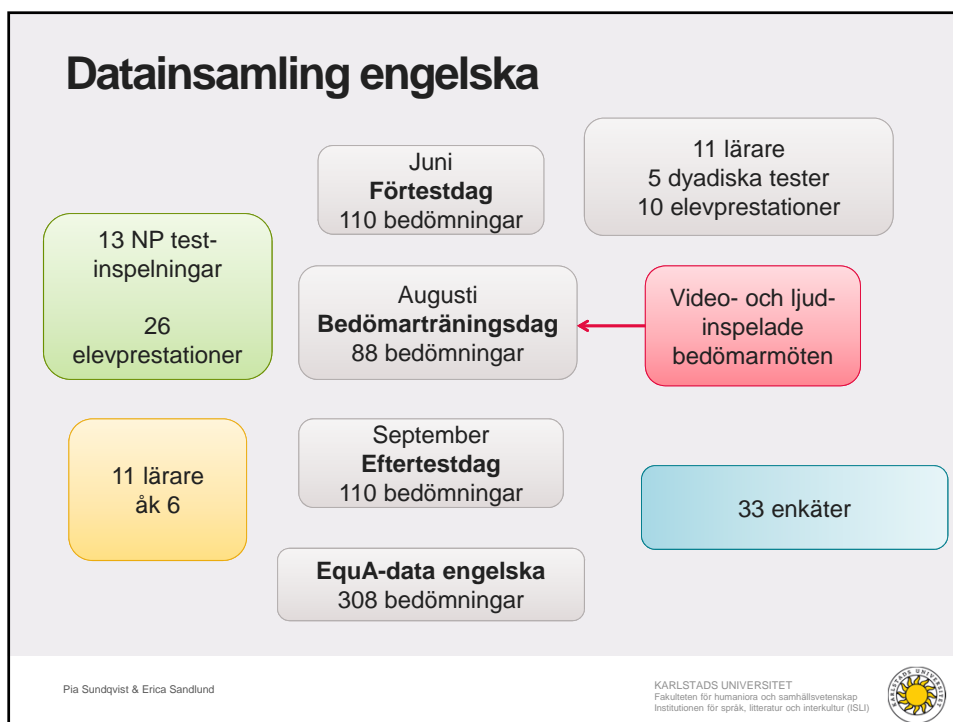 Datainsamling engelska
Juni
Förtestdag
110 bedömningar
11 lärare
5 dyadiska tester
10 elevprestationer
13 NP test-
inspelningar
26
elevprestationer
Augusti
Bedömarträningsdag
88 bedömningar
Video- och ljud-
inspelade
bedömarmöten
11 lärare
åk 6
September
Eftertestdag
110 bedömningar
33 enkäter
EquA-data engelska
308 bedömningar
Pia Sundqvist & Erica Sandlund
KARLSTADS UNIVERSITET
Fakulteten för humaniora och samhällsvetenskap
Institutionen för språk, litteratur och interkultur (ISLI)
KARLSTADS UNIVERSITET